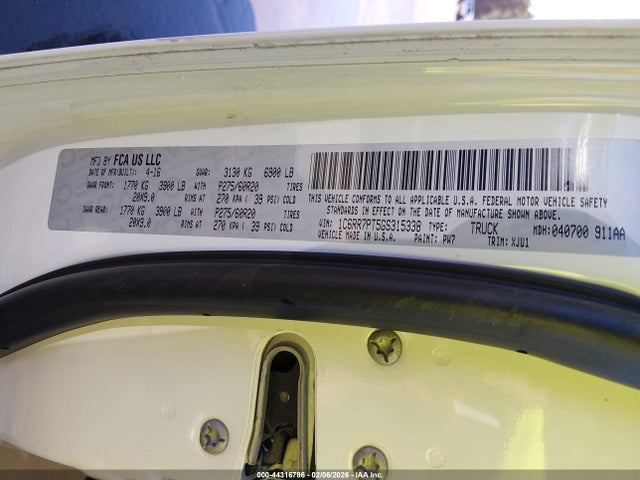 MFD BY FCA US LLC
DATE OF MFR(BUILT): 4-16 GVWR: 3130 KG 6900 LB
GAWR FRONT: 1770 KG 3900 LB WITH P275/60R20 TIRES
20X9.0 RIMS AT 270 KPA ( 39 PSI) COLD
GAWR REAR: 1770 KG 3900 LB WITH P275/60R20 TIRES
20X9.0 RIMS AT 270 KPA ( 39 PSI) COLD
THIS VEHICLE CONFORMS TO ALL APPLICABLE U.S.A. FEDERAL MOTOR VEHICLE SAFETY
STANDARDS IN EFFECT ON THE DATE OF MANUFACTURE SHOWN ABOVE.
VIN: 1C6RR7PT5GS315338 TYPE: TRUCK MDH:040700 911AA
MADE IN U.S.A. PAINT: PW7 TRIM: XJU1
000-44316786 - 02/06/2026 - IAAI.COM